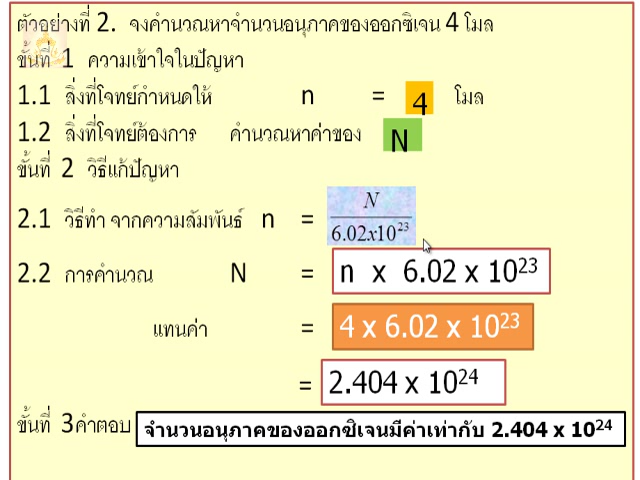 ตัวอย่างที่ 2. จงคำนวณหาจำนวนอนุภาคของออกซิเจน 4 โมล
ขั้นที่ 1 ความเข้าใจในปัญหา
1.1 สิ่งที่โจทย์กำหนดให้ n = 4 โมล
1.2 สิ่งที่โจทย์ต้องการ คำนวณหาค่าของ N
ขั้นที่ 2 วิธีแก้ปัญหา
2.1 วิธีทำ จากความสัมพันธ์ n = N / 6.02x10²³
2.2 การคำนวณ N = n x 6.02 x 10²³
แทนค่า = 4 x 6.02 x 10²³
= 2.404 x 10²⁴
ขั้นที่ 3 คำตอบ จำนวนอนุภาคของออกซิเจนมีค่าเท่ากับ 2.404 x 10²⁴